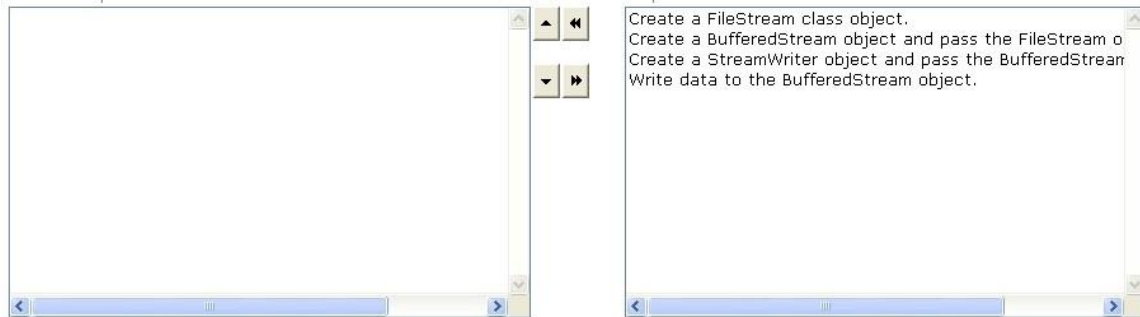 Create a FileStream class object.
Create a BufferedStream object and pass the FileStream o
Create a StreamWriter object and pass the BufferedStream
Write data to the BufferedStream object.